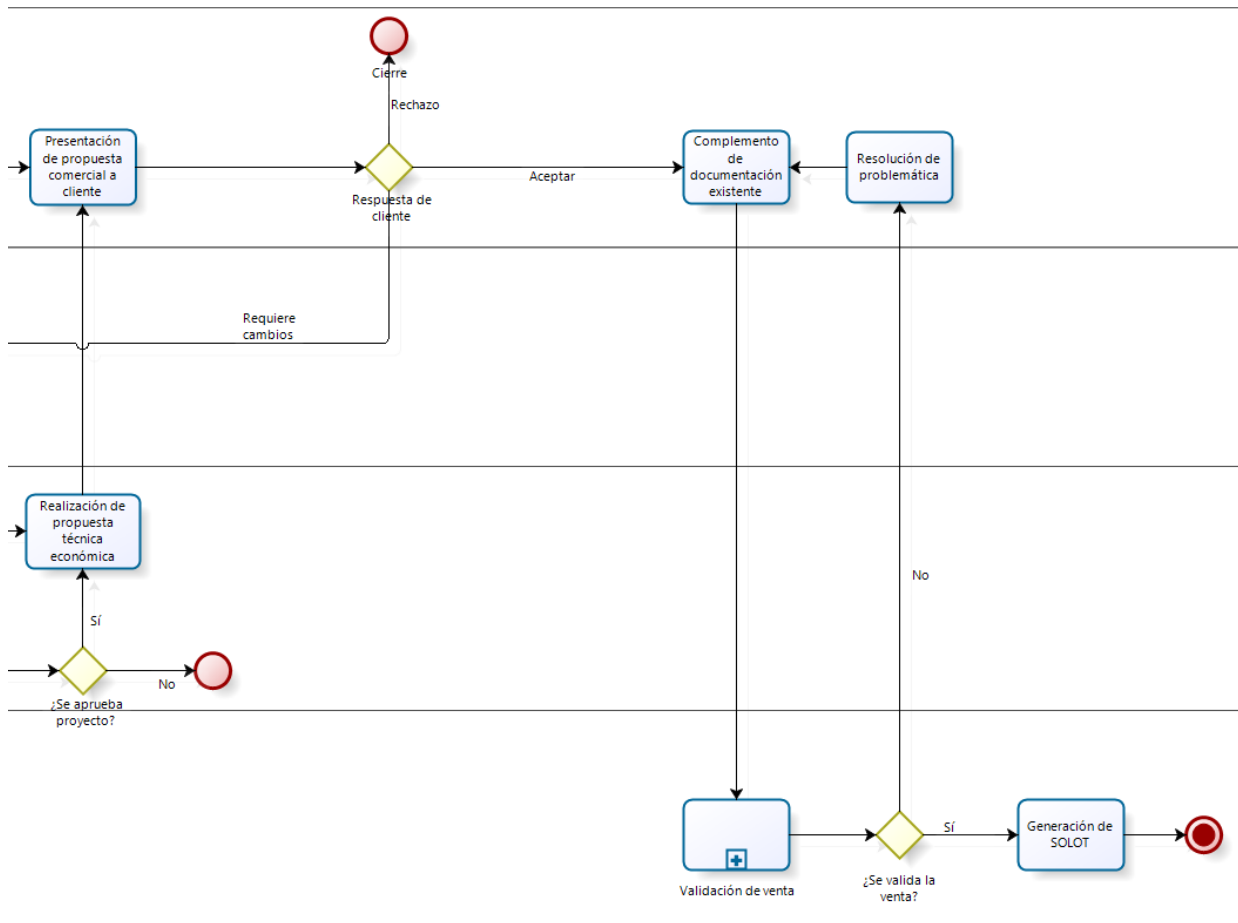 Cierre
Rechazo
Presentación
de propuesta
comercial a
cliente
Respuesta de
cliente
Aceptar
Complemento
de
documentación
existente
Resolución de
problemática
Requiere
cambios
Realización de
propuesta
técnica
económica
Sí
No
¿Se aprueba
proyecto?
No
Validación de venta
¿Se valida la
venta?
Sí
Generación de
SOLOT